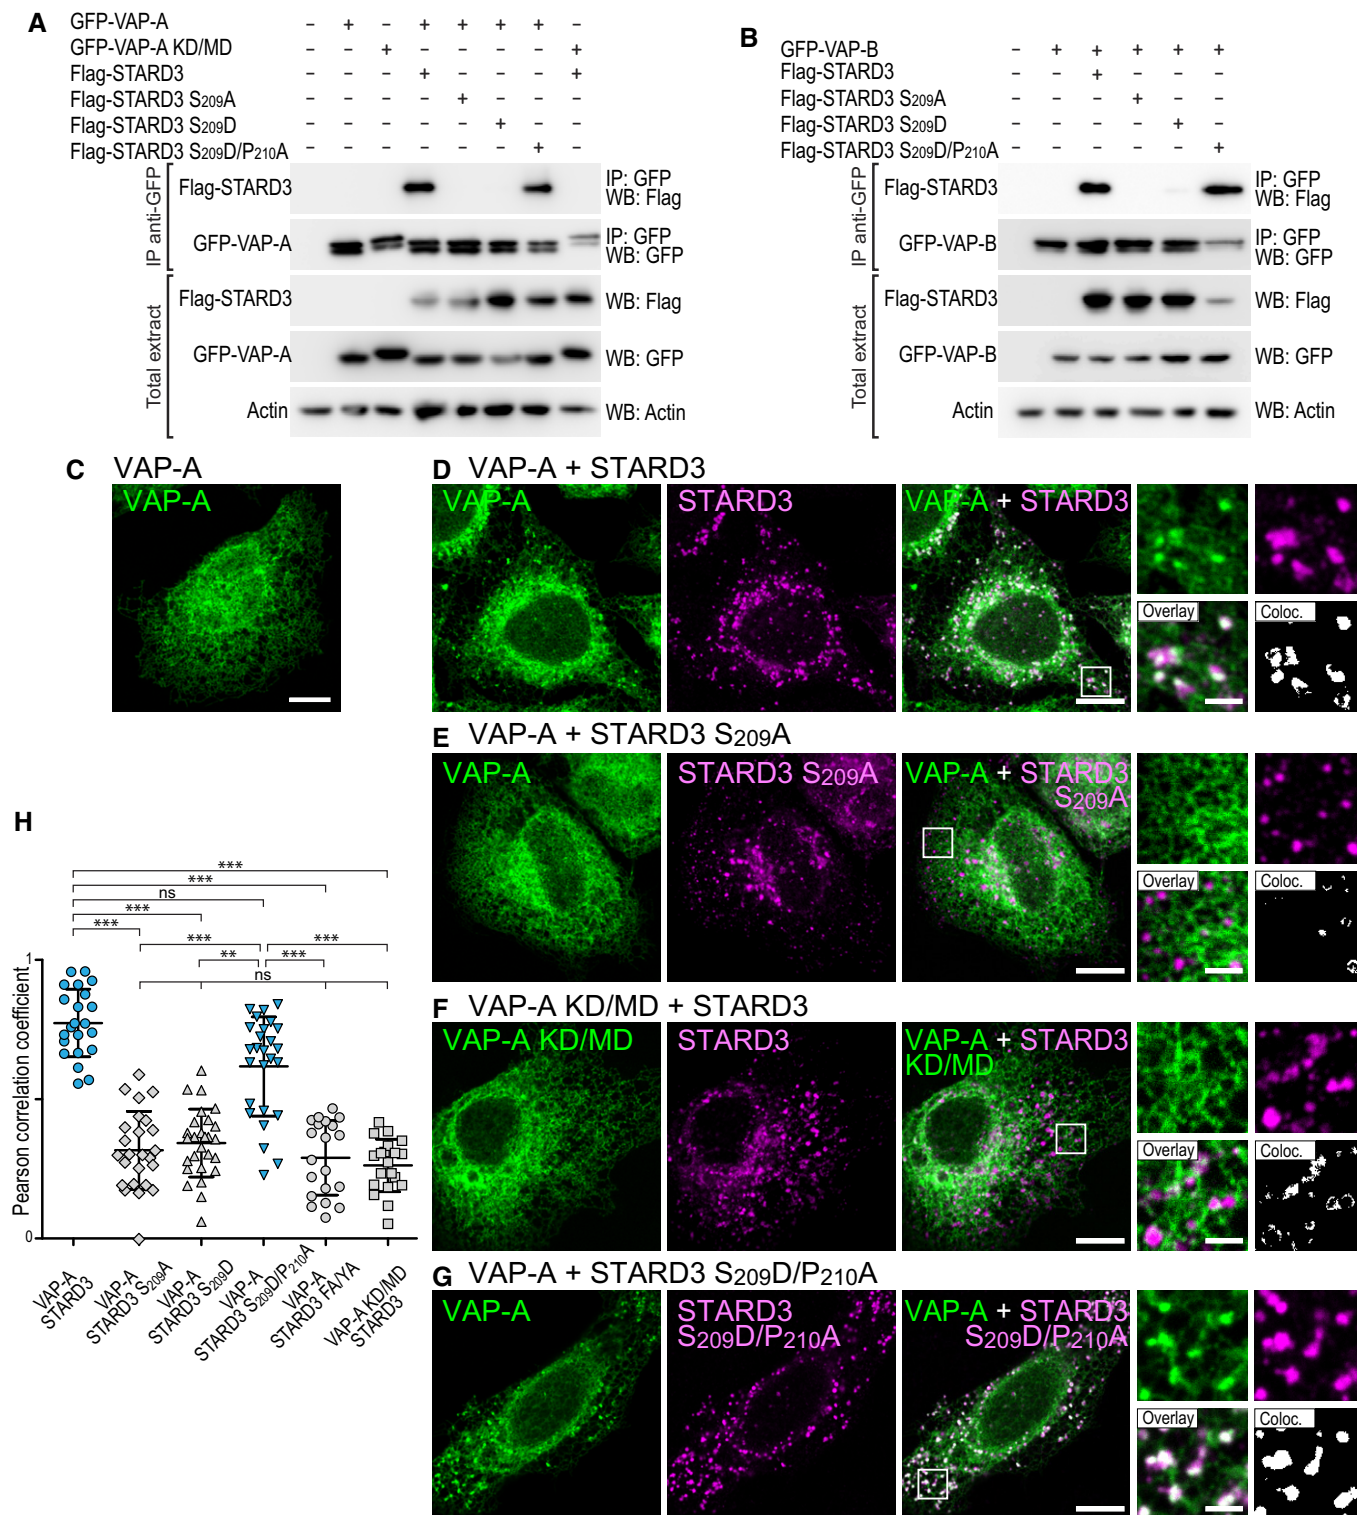 A
GFP-VAP-A – + – + + + + –
GFP-VAP-A KD/MD – – + – – – – +
Flag-STARD3 – – – + – – – +
Flag-STARD3 S209A – – – – + – – –
Flag-STARD3 S209D – – – – – + – –
Flag-STARD3 S209D/P210A – – – – – – + –
IP anti-GFP
Flag-STARD3
IP: GFP
WB: Flag
GFP-VAP-A
IP: GFP
WB: GFP
Total extract
Flag-STARD3
WB: Flag
GFP-VAP-A
WB: GFP
Actin
WB: Actin
B
GFP-VAP-B – + + + + +
Flag-STARD3 – – + – – –
Flag-STARD3 S209A – – – + – –
Flag-STARD3 S209D – – – – + –
Flag-STARD3 S209D/P210A – – – – – +
IP anti-GFP
Flag-STARD3
IP: GFP
WB: Flag
GFP-VAP-B
IP: GFP
WB: GFP
Total extract
Flag-STARD3
WB: Flag
GFP-VAP-B
WB: GFP
Actin
WB: Actin
C VAP-A
VAP-A
D VAP-A + STARD3
VAP-A
STARD3
VAP-A + STARD3
Overlay
Coloc.
E VAP-A + STARD3 S209A
VAP-A
STARD3 S209A
VAP-A + STARD3
S209A
Overlay
Coloc.
F VAP-A KD/MD + STARD3
VAP-A KD/MD
STARD3
VAP-A + STARD3
KD/MD
Overlay
Coloc.
G VAP-A + STARD3 S209D/P210A
VAP-A
STARD3
S209D/P210A
VAP-A + STARD3
S209D/P210A
Overlay
Coloc.
H
***
***
ns
***
***
*** ***
** ***
ns
Pearson correlation coefficient
1
0
VAP-A
STARD3
VAP-A
STARD3 S209A
VAP-A
STARD3 S209D
VAP-A
STARD3 S209D/P210A
VAP-A
STARD3 FA/YA
VAP-A KD/MD
STARD3